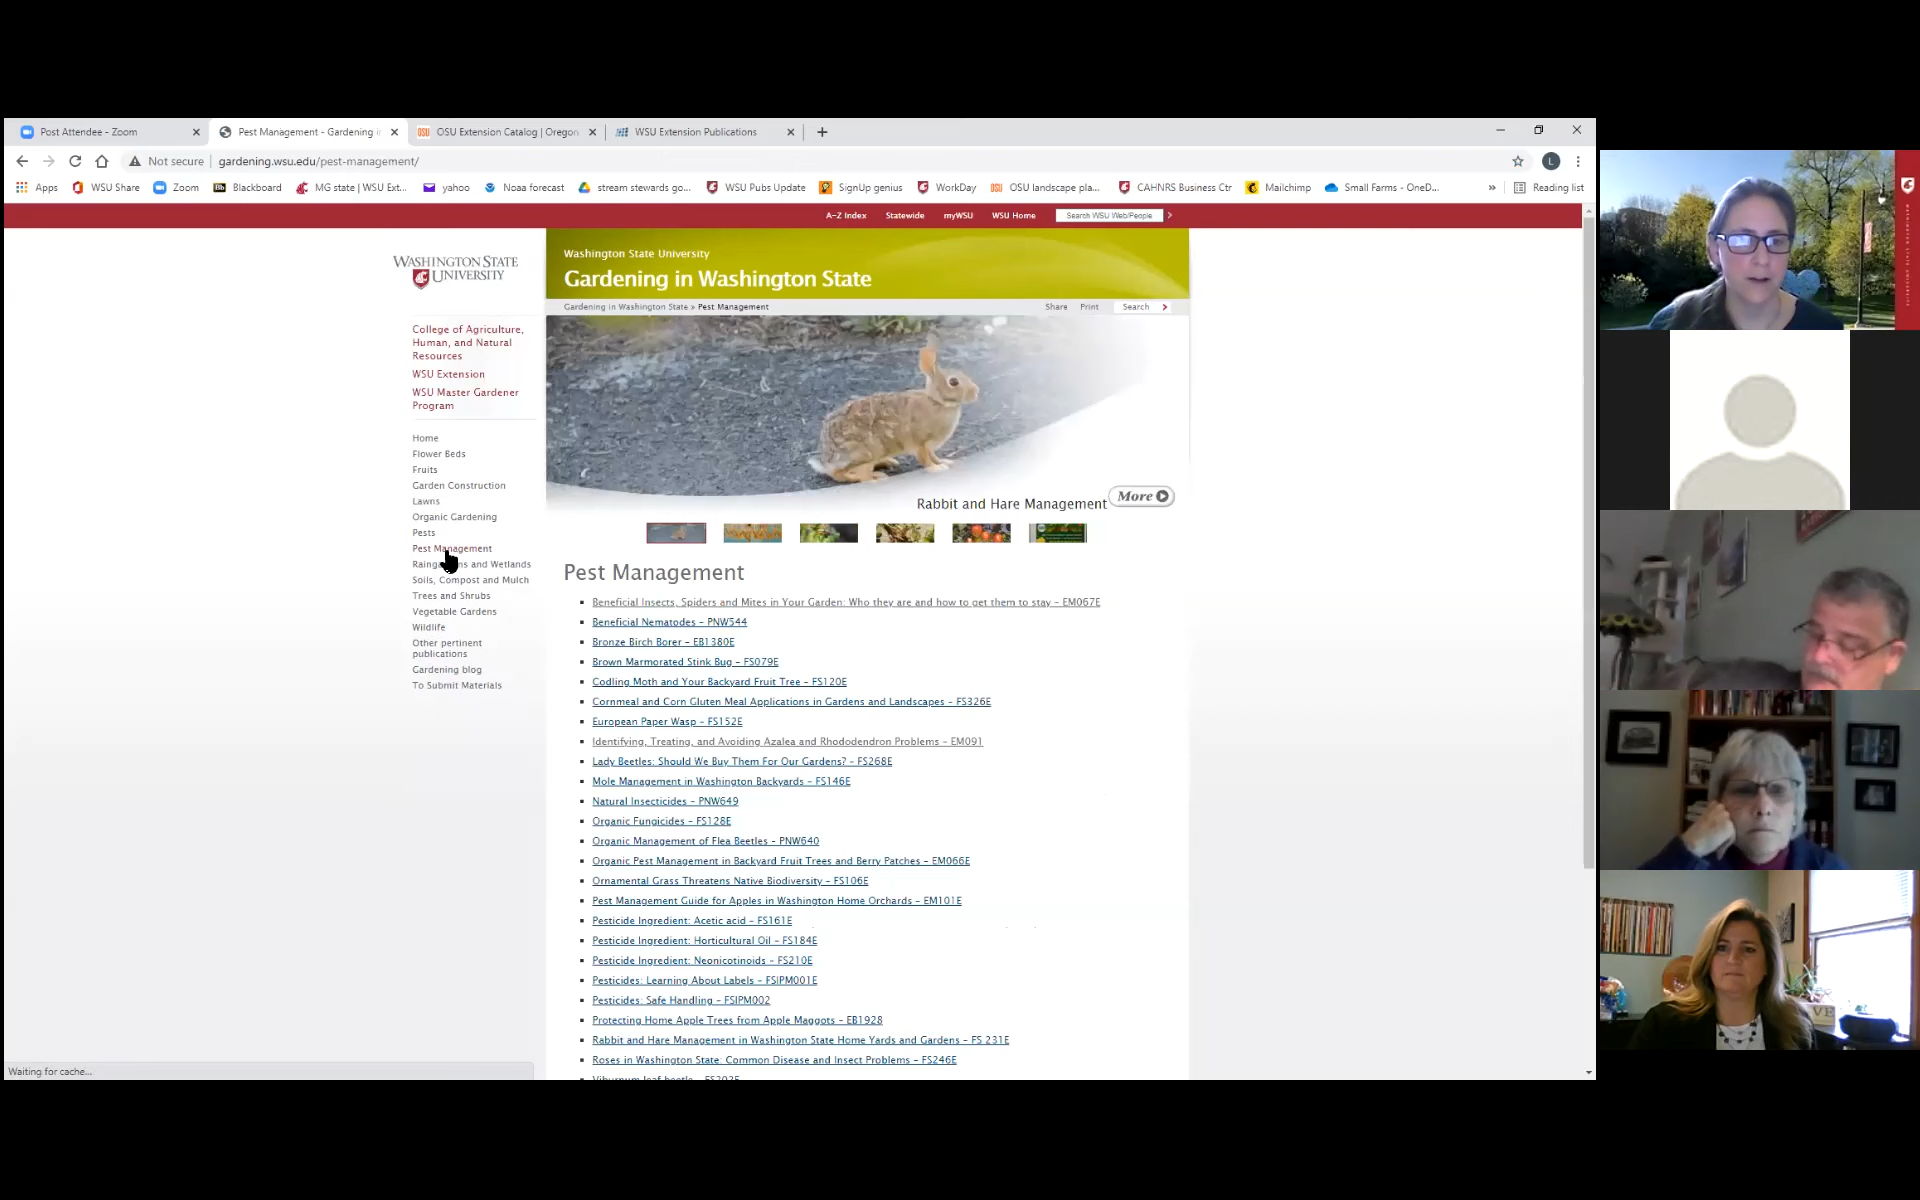 Post Attendee - Zoom
Pest Management - Gardening i
OSU Extension Catalog | Oregon
WSU Extension Publications
Not secure
gardening.wsu.edu/pest-management/
L
Apps
WSU Share
Zoom
Blackboard
MG state | WSU Ext...
yahoo
Noaa forecast
stream stewards go...
WSU Pubs Update
SignUp genius
WorkDay
OSU landscape pla...
CAHNRS Business Ctr
Mailchimp
Small Farms - OneD...
»
Reading list
A-Z Index
Statewide
myWSU
WSU Home
Search WSU Web/People
WASHINGTON STATE
UNIVERSITY
College of Agriculture,
Human, and Natural
Resources
WSU Extension
WSU Master Gardener
Program
Home
Flower Beds
Fruits
Garden Construction
Lawns
Organic Gardening
Pests
Pest Management
Wetlands
Soils, Compost and Mulch
Trees and Shrubs
Vegetable Gardens
Wildlife
Other pertinent
publications
Gardening blog
To Submit Materials
Washington State University
Gardening in Washington State
Gardening in Washington State » Pest Management
Share
Print
Search
Rabbit and Hare Management
More
Pest Management
Beneficial Insects, Spiders and Mites in Your Garden: Who they are and how to get them to stay – EM067E
Beneficial Nematodes – PNW544
Bronze Birch Borer – EB1380E
Brown Marmorated Stink Bug – FS079E
Codling Moth and Your Backyard Fruit Tree – FS120E
Cornmeal and Corn Gluten Meal Applications in Gardens and Landscapes – FS326E
European Paper Wasp – FS152E
Identifying, Treating, and Avoiding Azalea and Rhododendron Problems – EM091
Lady Beetles: Should We Buy Them For Our Gardens? – FS268E
Mole Management in Washington Backyards – FS146E
Natural Insecticides – PNW649
Organic Fungicides – FS128E
Organic Management of Flea Beetles – PNW640
Organic Pest Management in Backyard Fruit Trees and Berry Patches – EM066E
Ornamental Grass Threatens Native Biodiversity – FS106E
Pest Management Guide for Apples in Washington Home Orchards – EM101E
Pesticide Ingredient: Acetic acid – FS161E
Pesticide Ingredient: Horticultural Oil – FS184E
Pesticide Ingredient: Neonicotinoids – FS210E
Pesticides: Learning About Labels – FSIPM001E
Pesticides: Safe Handling – FSIPM002
Protecting Home Apple Trees from Apple Maggots – EB1928
Rabbit and Hare Management in Washington State Home Yards and Gardens – FS 231E
Roses in Washington State: Common Disease and Insect Problems – FS246E
Viburnum leaf beetle
Waiting for cache...